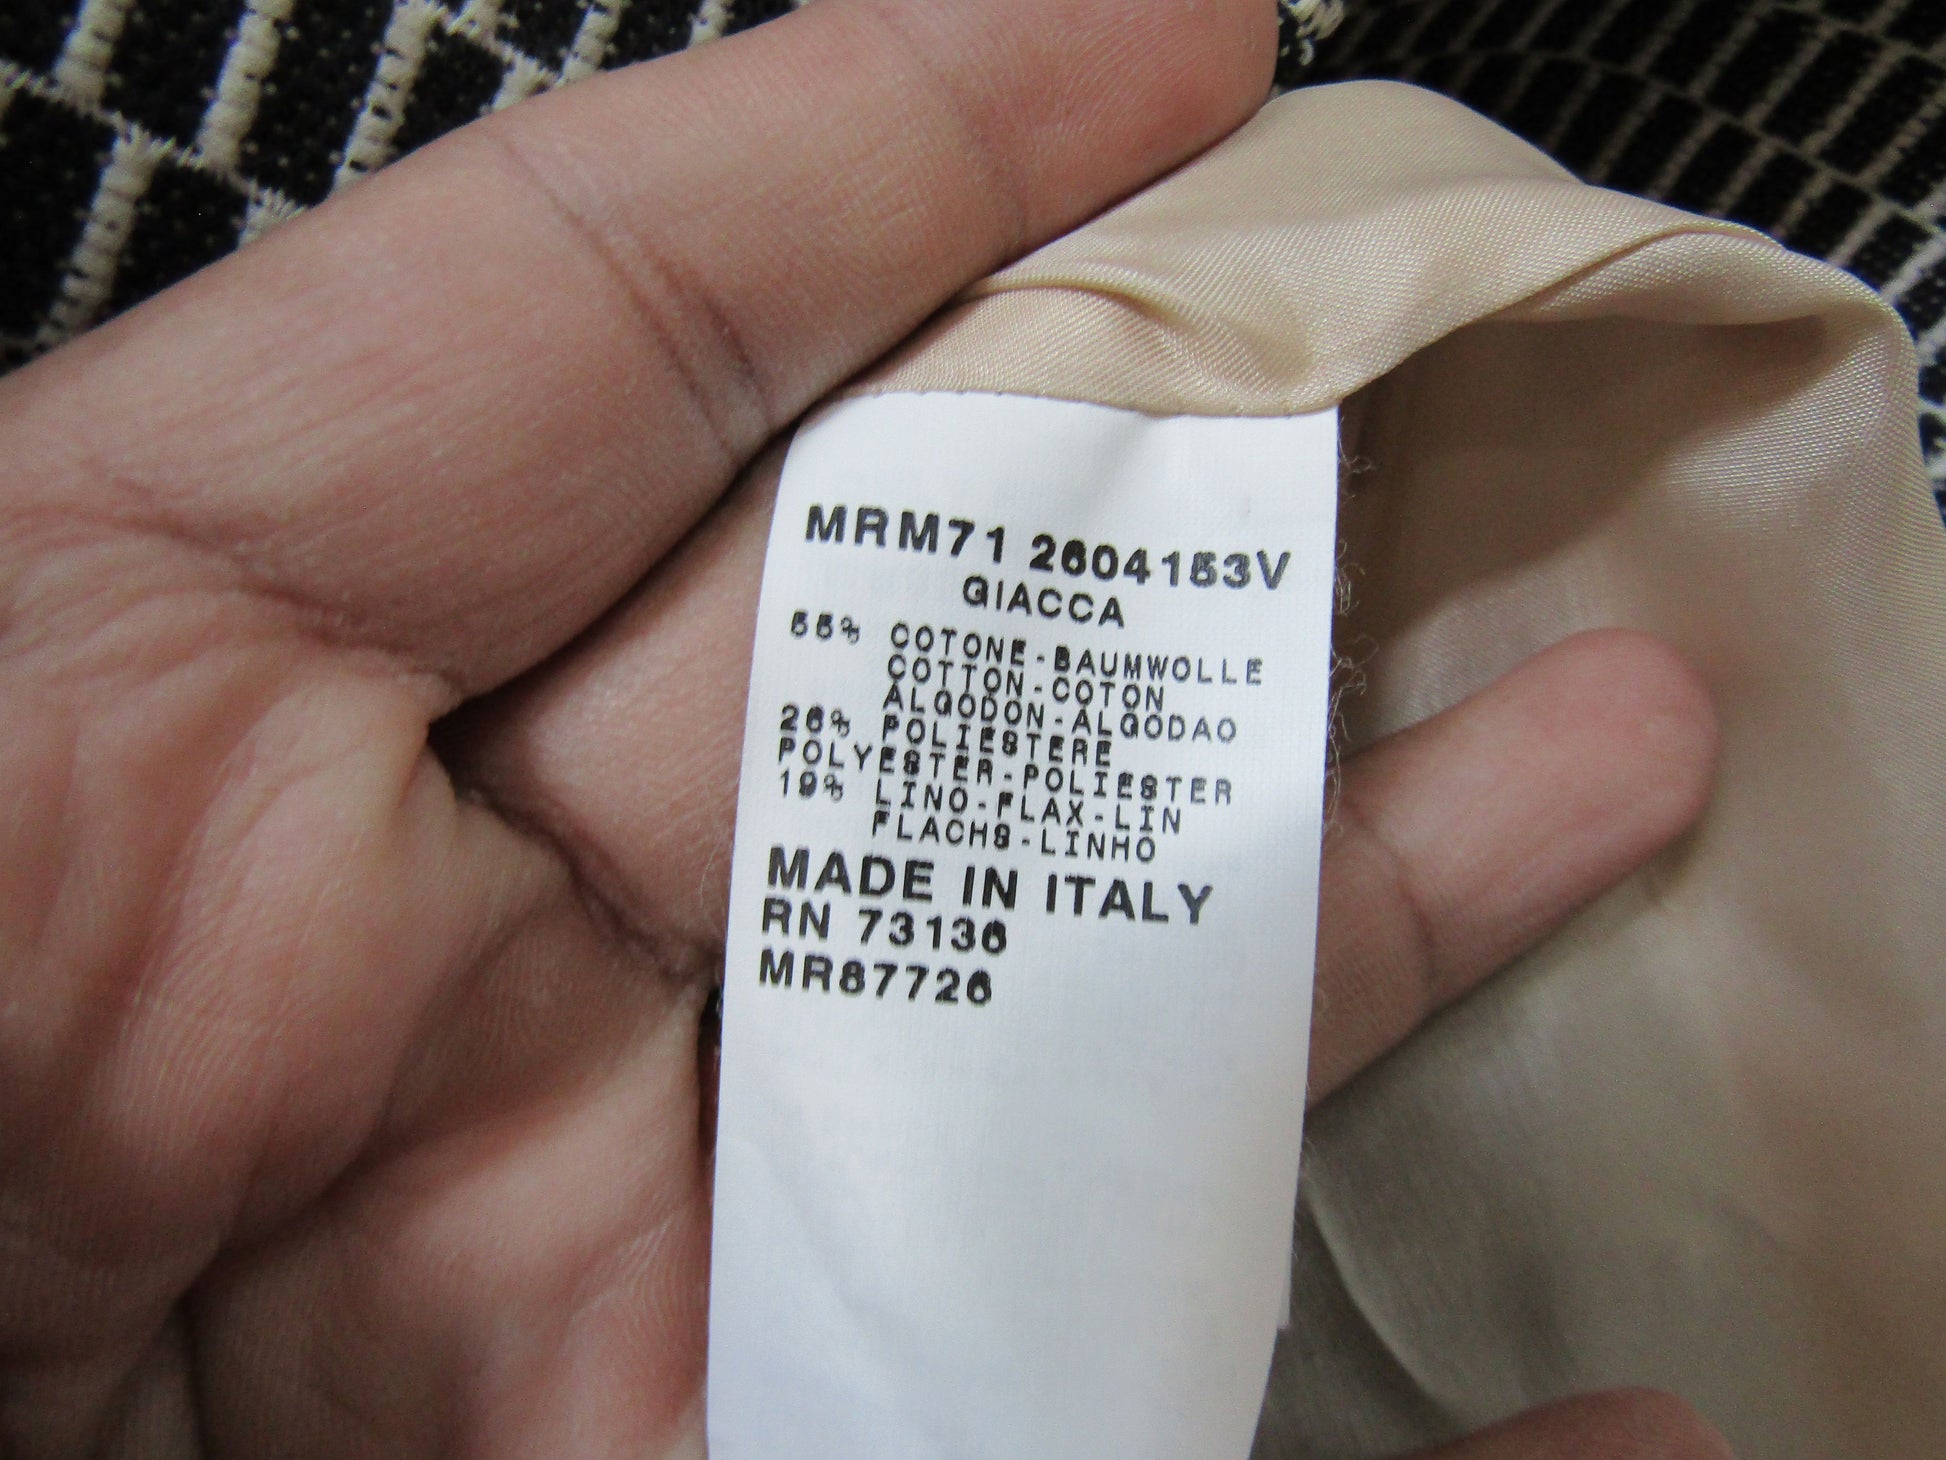 MRM71 2604153V
GIACCA
55% COTONE-BAUMWOLLE
COTTON-COTON
ALGODON-ALGODAO
26% POLIESTERE
POLYESTER-POLIESTER
19% LINO-FLAX-LIN
FLACHS-LINHO
MADE IN ITALY
RN 73136
MR87726